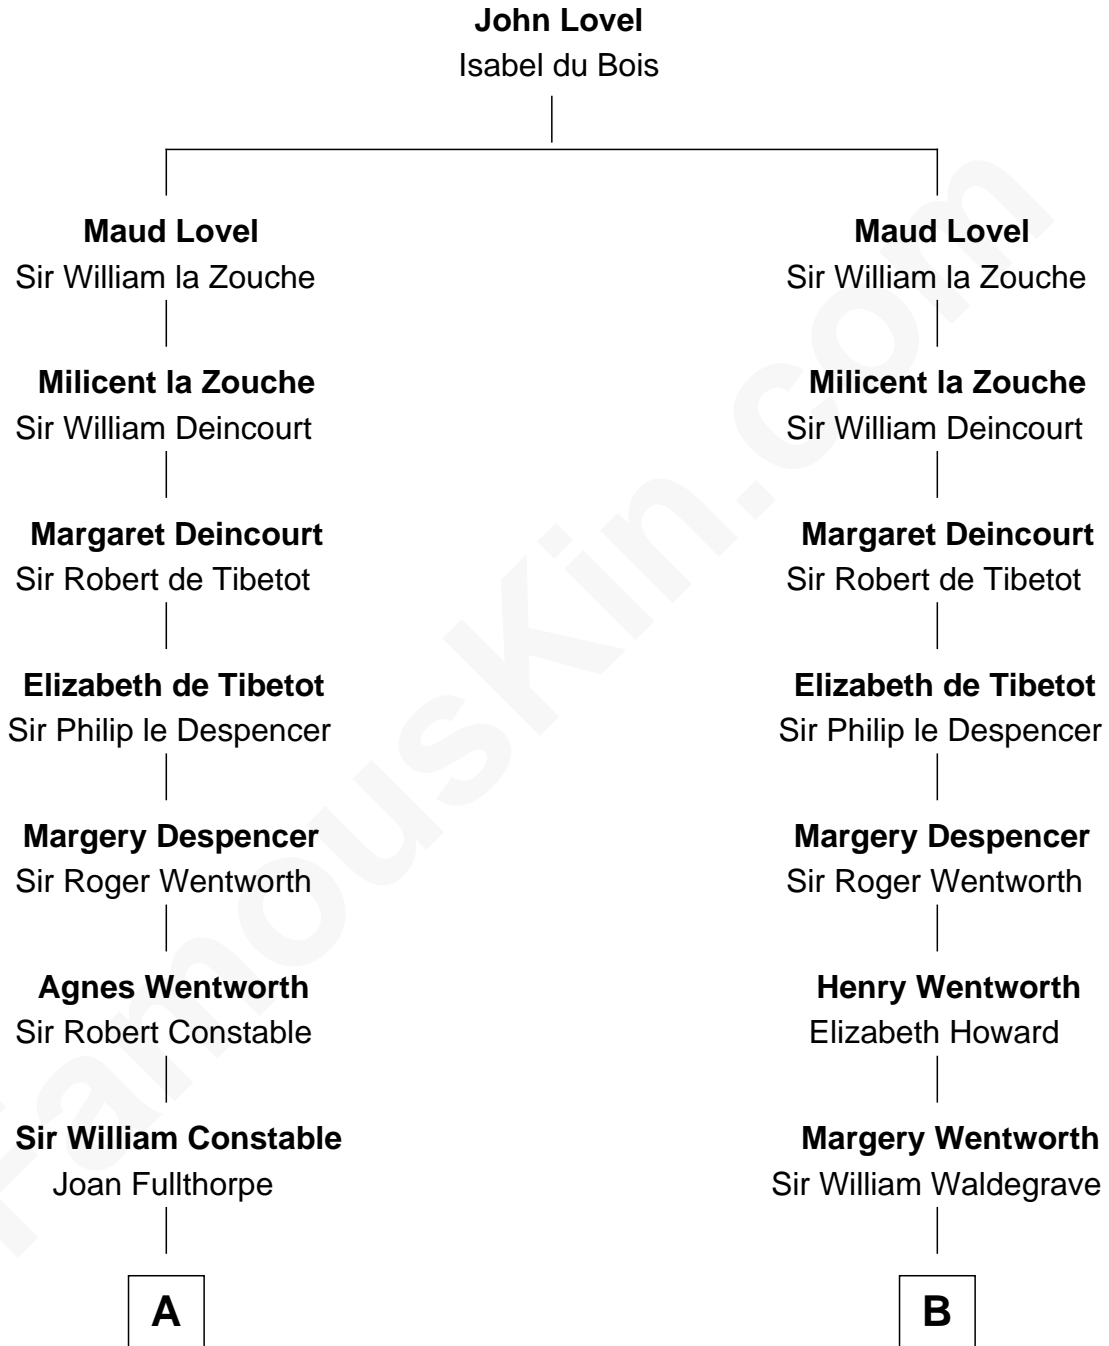 John Lovel
Isabel du Bois
Maud Lovel
Sir William la Zouche
Milicent la Zouche
Sir William Deincourt
Margaret Deincourt
Sir Robert de Tibetot
Elizabeth de Tibetot
Sir Philip le Despencer
Margery Despencer
Sir Roger Wentworth
Agnes Wentworth
Sir Robert Constable
Sir William Constable
Joan Fullthorpe
A
Maud Lovel
Sir William la Zouche
Milicent la Zouche
Sir William Deincourt
Margaret Deincourt
Sir Robert de Tibetot
Elizabeth de Tibetot
Sir Philip le Despencer
Margery Despencer
Sir Roger Wentworth
Henry Wentworth
Elizabeth Howard
Margery Wentworth
Sir William Waldegrave
B
FamousKin.com